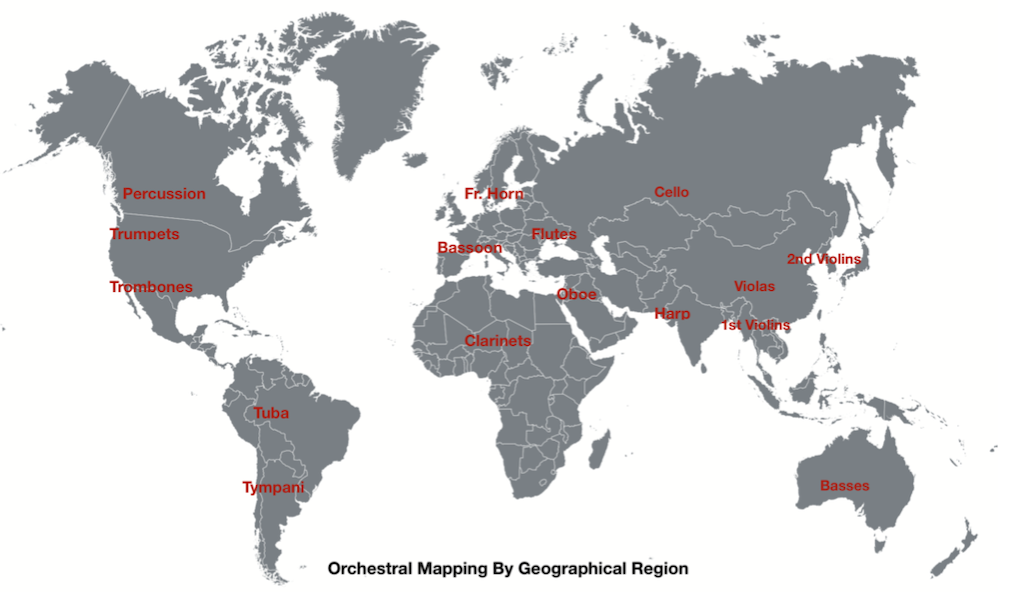 Percussion
Fr. Horn
Cello
Trumpets
Flutes
Bassoon
2nd Violins
Trombones
Oboe
Violas
Harp
1st Violins
Clarinets
Tuba
Tympani
Basses
Orchestral Mapping By Geographical Region